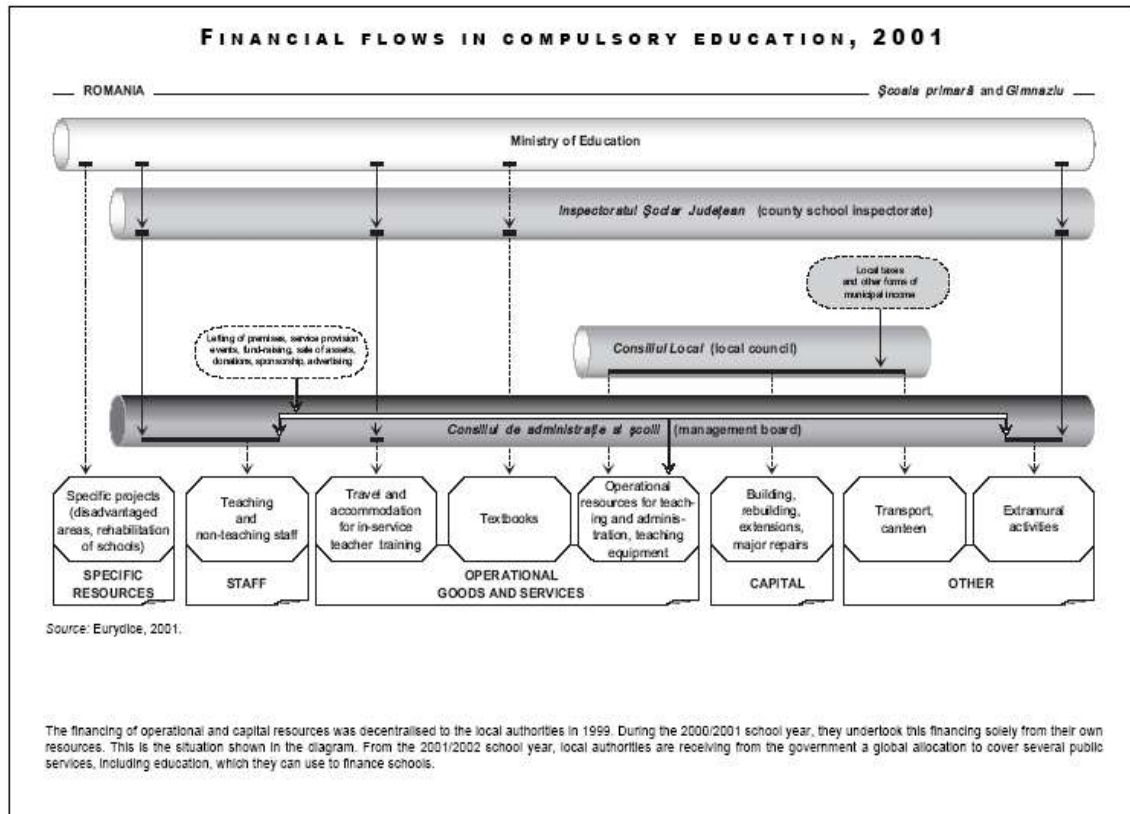 FINANCIAL FLOWS IN COMPULSORY EDUCATION, 2001
ROMANIA
Şcoala primară and Gimnaziu
Ministry of Education
Inspectoratul Şcolar Judeţean (county school inspectorate)
Local taxes
and other forms of
municipal income
Letting of premises, service provision
events, fund-raising, sale of assets,
donations, sponsorship, advertising
Consiliul Local (local council)
Consiliul de administraţie al şcolii (management board)
Specific projects
(disadvantaged
areas, rehabilitation
of schools)
Teaching
and
non-teaching staff
Travel and
accommodation
for in-service
teacher training
Textbooks
Operational
resources for teach-
ing and adminis-
tration, teaching
equipment
Building,
rebuilding,
extensions,
major repairs
Transport,
canteen
Extramural
activities
SPECIFIC
RESOURCES
STAFF
OPERATIONAL
GOODS AND SERVICES
CAPITAL
OTHER
Source: Eurydice, 2001.
The financing of operational and capital resources was decentralised to the local authorities in 1999. During the 2000/2001 school year, they undertook this financing solely from their own
resources. This is the situation shown in the diagram. From the 2001/2002 school year, local authorities are receiving from the government a global allocation to cover several public
services, including education, which they can use to finance schools.